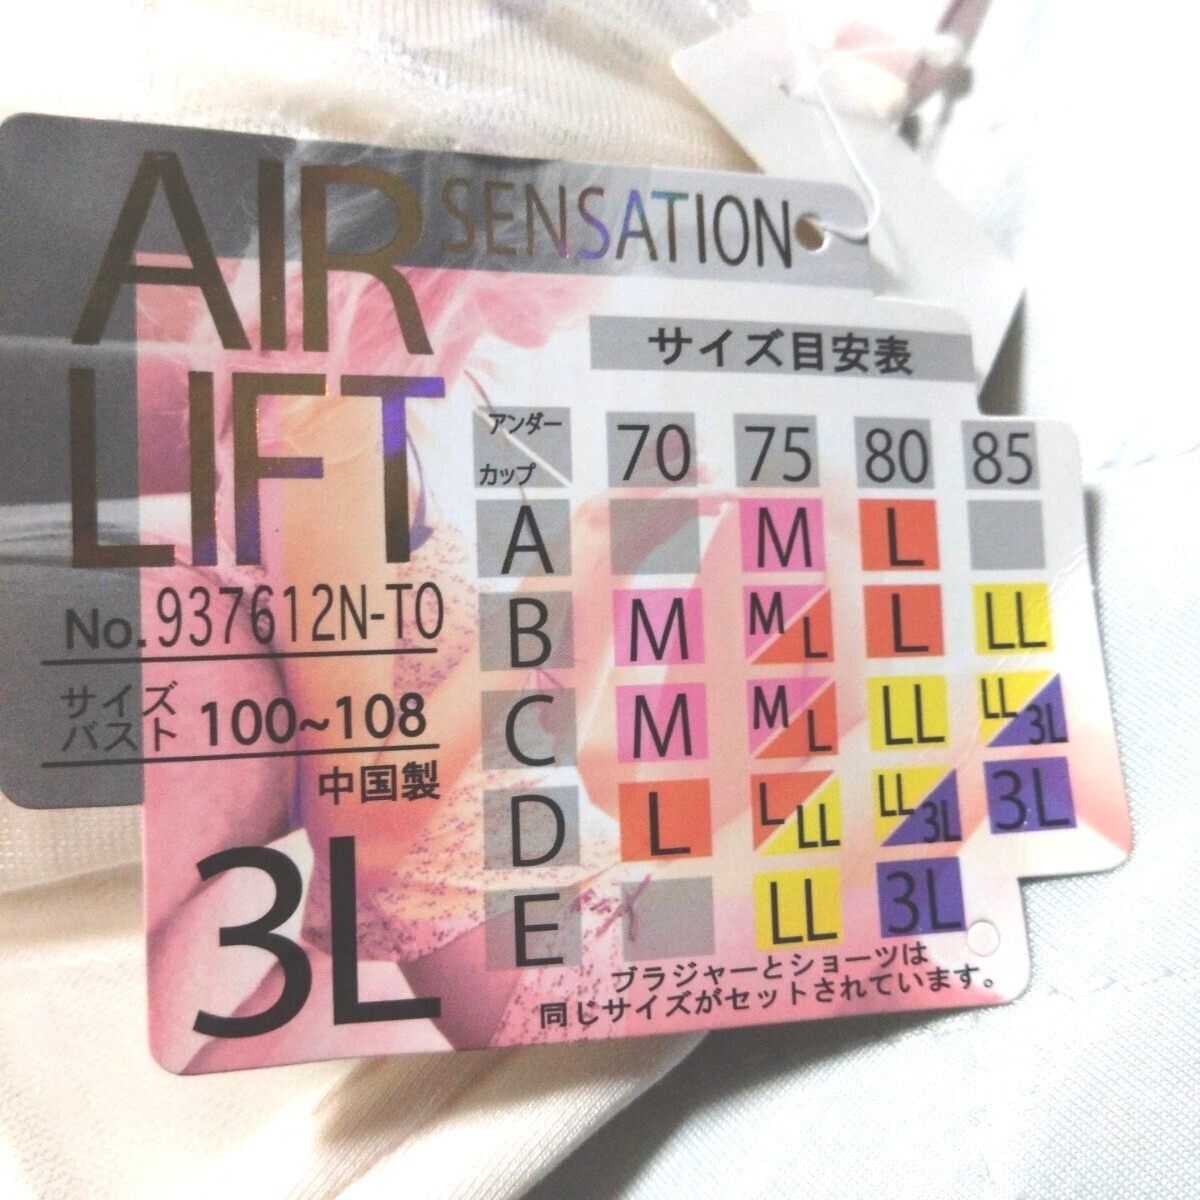 AIR SENSATION
LIFT
No.937612N-TO
サイズ
バスト 100~108
中国製
3L
サイズ目安表
アンダー
カップ 70 75 80 85
A M L
B M M L L LL
C M M L LL LL 3L
D L L LL LL 3L 3L
E LL 3L
ブラジャーとショーツは
同じサイズがセットされています。